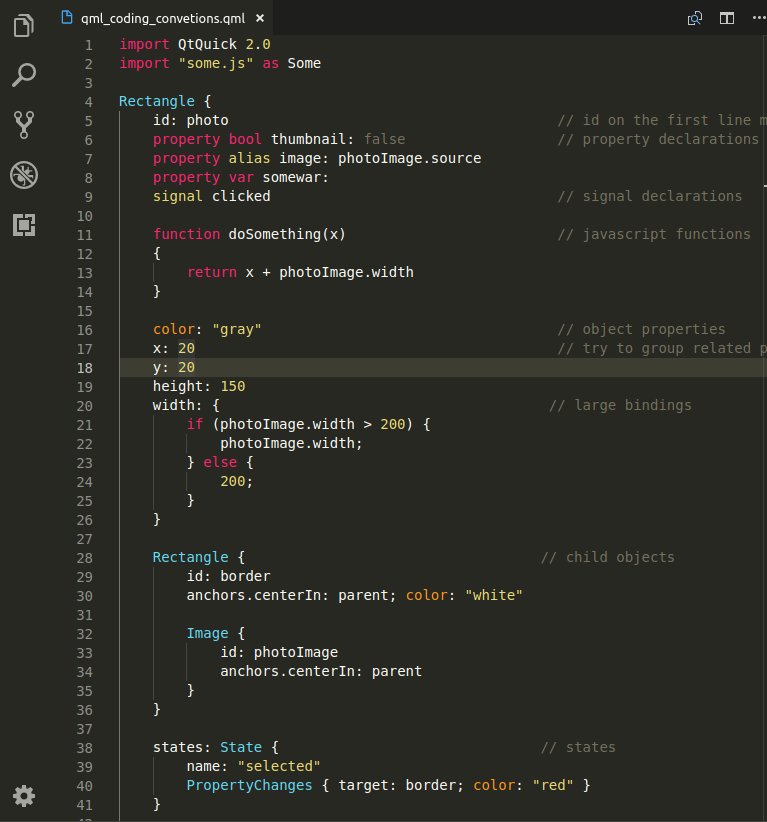 qml_coding_convetions.qml ×
1 import QtQuick 2.0
2 import "some.js" as Some
3
4 Rectangle {
5 id: photo // id on the first line
6 property bool thumbnail: false // property declarations
7 property alias image: photoImage.source
8 property var somewar:
9 signal clicked // signal declarations
10
11 function doSomething(x) // javascript functions
12 {
13 return x + photoImage.width
14 }
15
16 color: "gray" // object properties
17 x: 20 // try to group related
18 y: 20
19 height: 150
20 width: { // large bindings
21 if (photoImage.width > 200) {
22 photoImage.width;
23 } else {
24 200;
25 }
26 }
27
28 Rectangle { // child objects
29 id: border
30 anchors.centerIn: parent; color: "white"
31
32 Image {
33 id: photoImage
34 anchors.centerIn: parent
35 }
36 }
37
38 states: State { // states
39 name: "selected"
40 PropertyChanges { target: border; color: "red" }
41 }